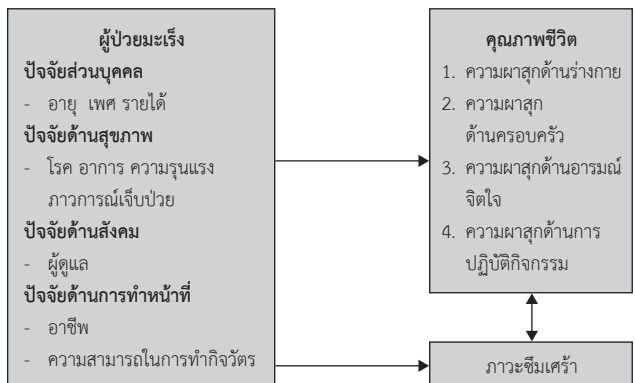 ผู้ป่วยมะเร็ง
ปัจจัยส่วนบุคคล
- อายุ เพศ รายได้
ปัจจัยด้านสุขภาพ
- โรค อาการ ความรุนแรง
ภาวการณ์เจ็บป่วย
ปัจจัยด้านสังคม
- ผู้ดูแล
ปัจจัยด้านการทำหน้าที่
- อาชีพ
- ความสามารถในการทำกิจวัตร
คุณภาพชีวิต
1. ความผาสุกด้านร่างกาย
2. ความผาสุก
ด้านครอบครัว
3. ความผาสุกด้านอารมณ์
จิตใจ
4. ความผาสุกด้านการ
ปฏิบัติกิจกรรม
ภาวะซึมเศร้า